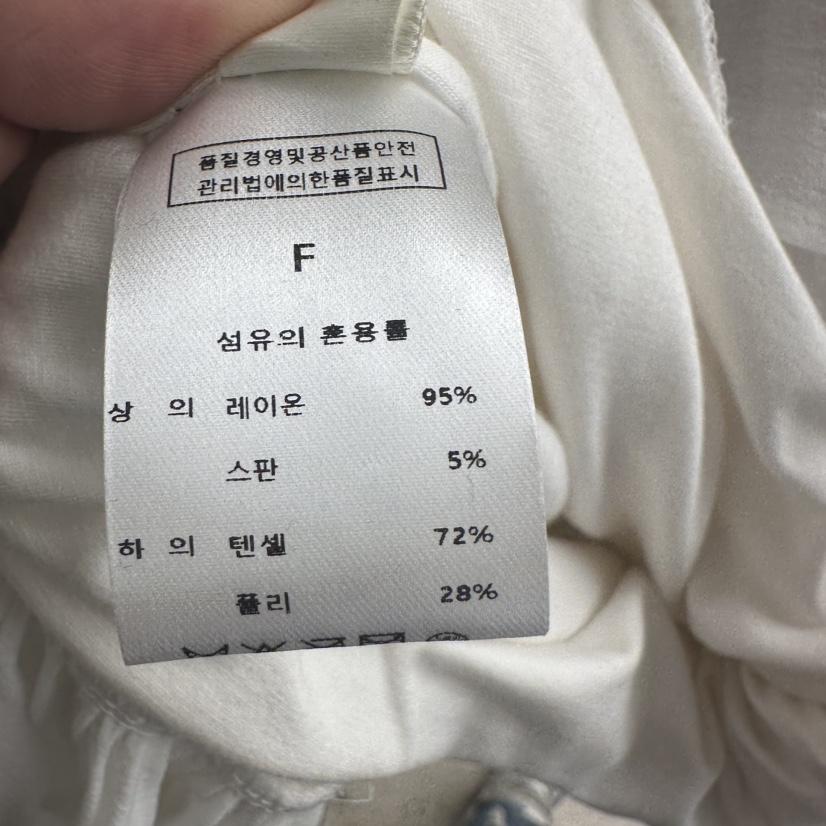 품질경영및공산품안전
관리법에의한품질표시
F
섬유의 혼용률
상 의 레이온 95%
스판 5%
하 의 텐셀 72%
폴리 28%